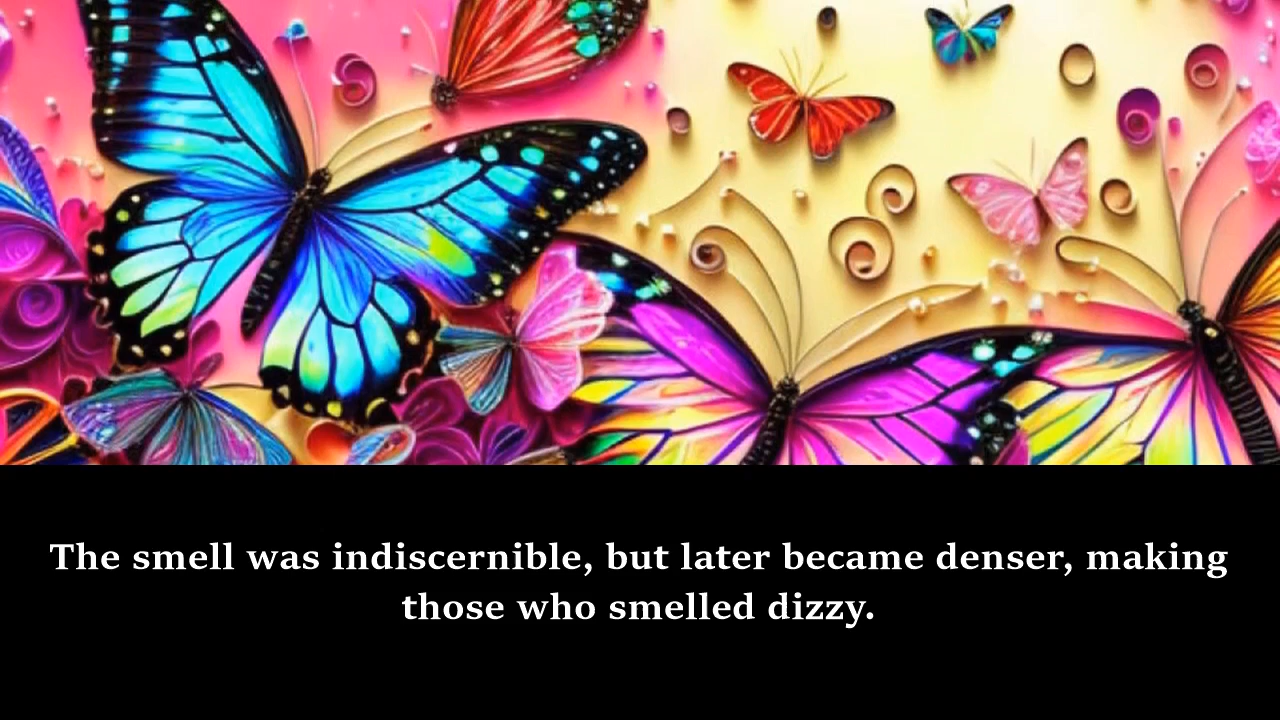 The smell was indiscernible, but later became denser, making
those who smelled dizzy.